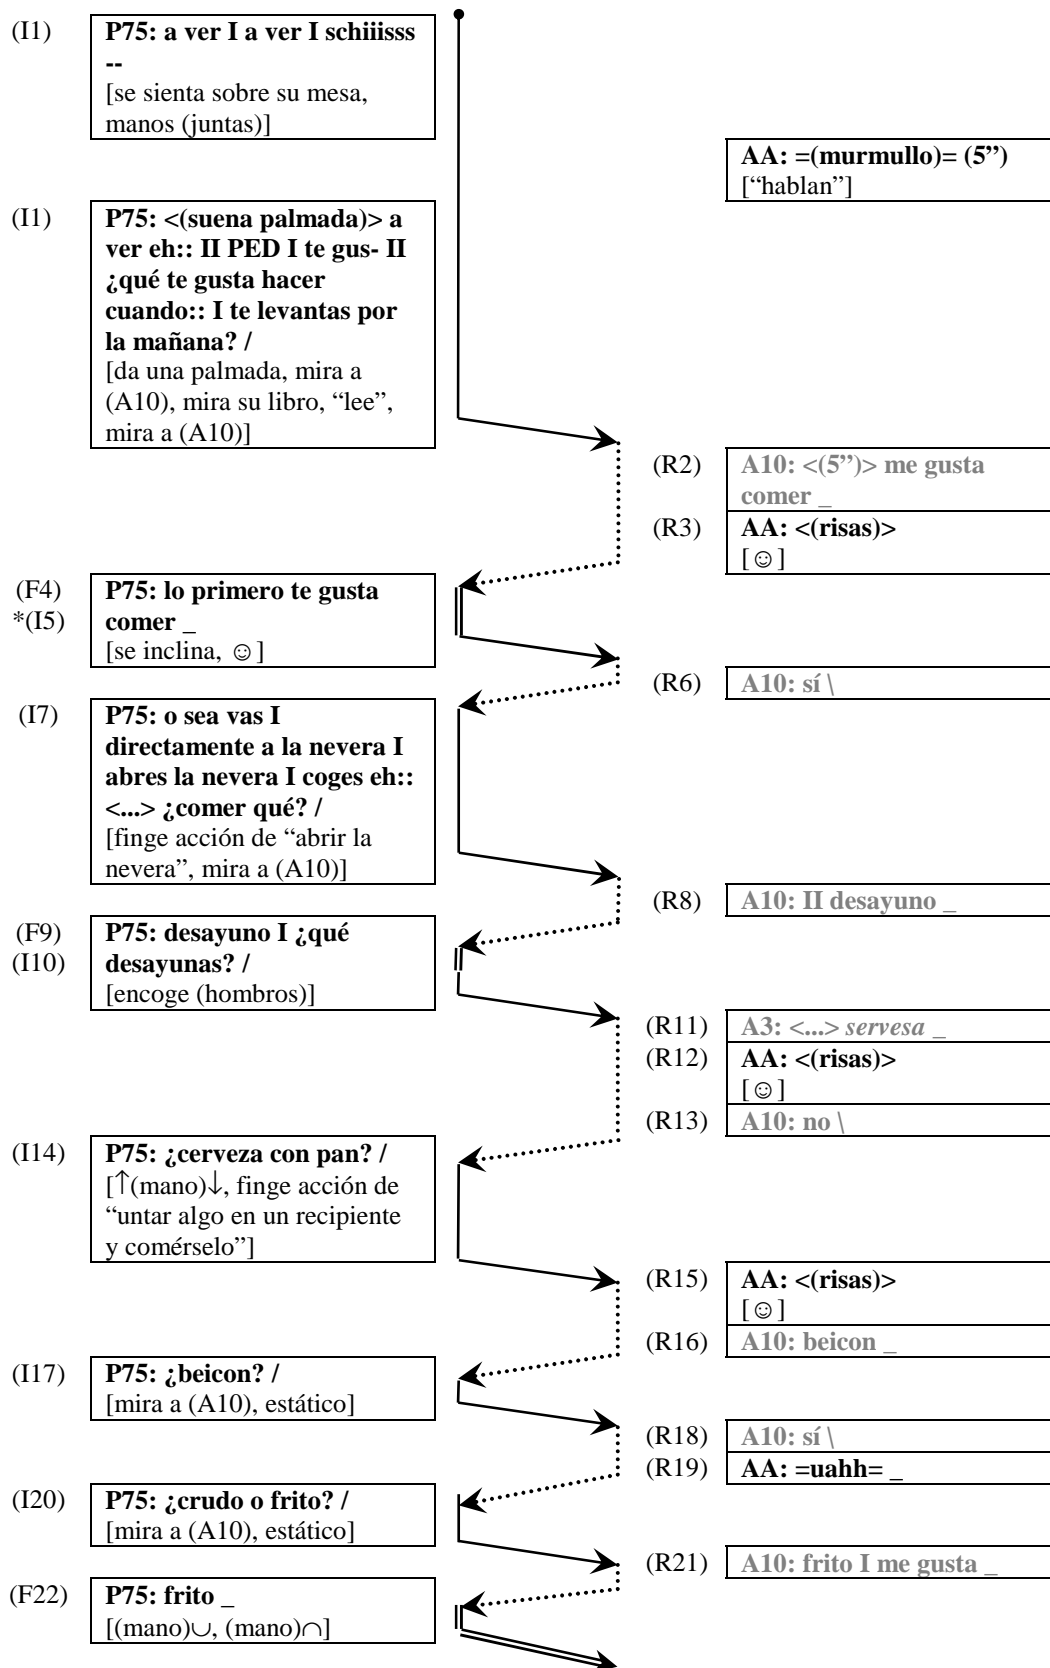 (I1)
P75: a ver I a ver I schiiisss
--
[se sienta sobre su mesa,
manos (juntas)]
AA: =(murmullo)= (5”)
[“hablan”]
(I1)
P75: <(suena palmada)> a
ver eh:: II PED I te gus- II
¿qué te gusta hacer
cuando:: I te levantas por
la mañana? /
[da una palmada, mira a
(A10), mira su libro, “lee”,
mira a (A10)]
(R2)
A10: <(5”)> me gusta
comer _
(R3)
AA: <(risas)>
[☺]
(F4)
*(I5)
P75: lo primero te gusta
comer _
[se inclina, ☺]
(R6)
A10: sí \
(I7)
P75: o sea vas I
directamente a la nevera I
abres la nevera I coges eh::
<...> ¿comer qué? /
[finge acción de “abrir la
nevera”, mira a (A10)]
(R8)
A10: II desayuno _
(F9)
(I10)
P75: desayuno I ¿qué
desayunas? /
[encoge (hombros)]
(R11)
A3: <...> servesa _
(R12)
AA: <(risas)>
[☺]
(R13)
A10: no \
(I14)
P75: ¿cerveza con pan? /
[↑(mano)↓, finge acción de
“untar algo en un recipiente
y comérselo”]
(R15)
AA: <(risas)>
[☺]
(R16)
A10: beicon _
(I17)
P75: ¿beicon? /
[mira a (A10), estático]
(R18)
A10: sí \
(R19)
AA: =uahh= _
(I20)
P75: ¿crudo o frito? /
[mira a (A10), estático]
(R21)
A10: frito I me gusta _
(F22)
P75: frito _
[(mano)∪, (mano)∩]